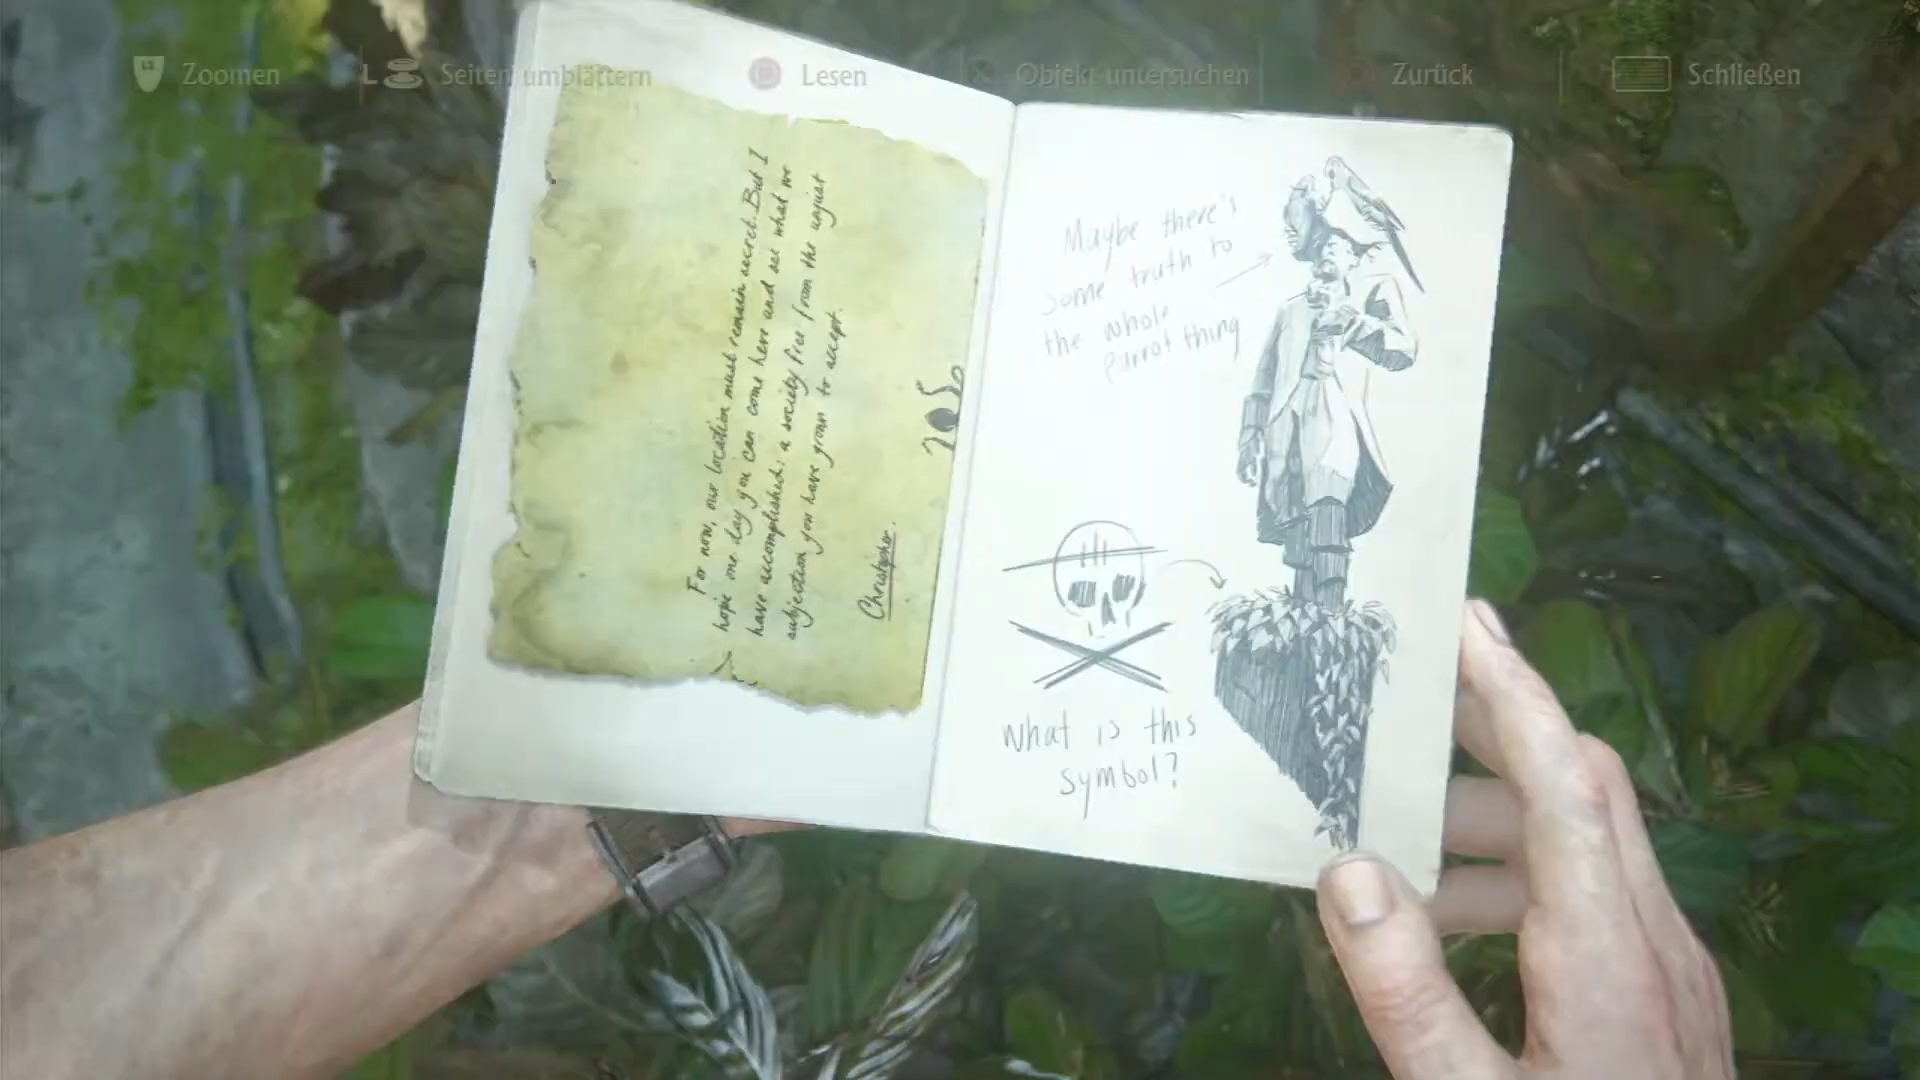 L2
Zoomen
L
Seiten umblättern
Lesen
Objekt untersuchen
Zurück
Schließen
For now, our location must remain secret. But I
hope one day you can come here and see what we
have accomplished: a society free from the unjust
subjection you have grown to accept.
Christopher.
Maybe there's
some truth to
the whole
parrot thing
What is this
symbol?